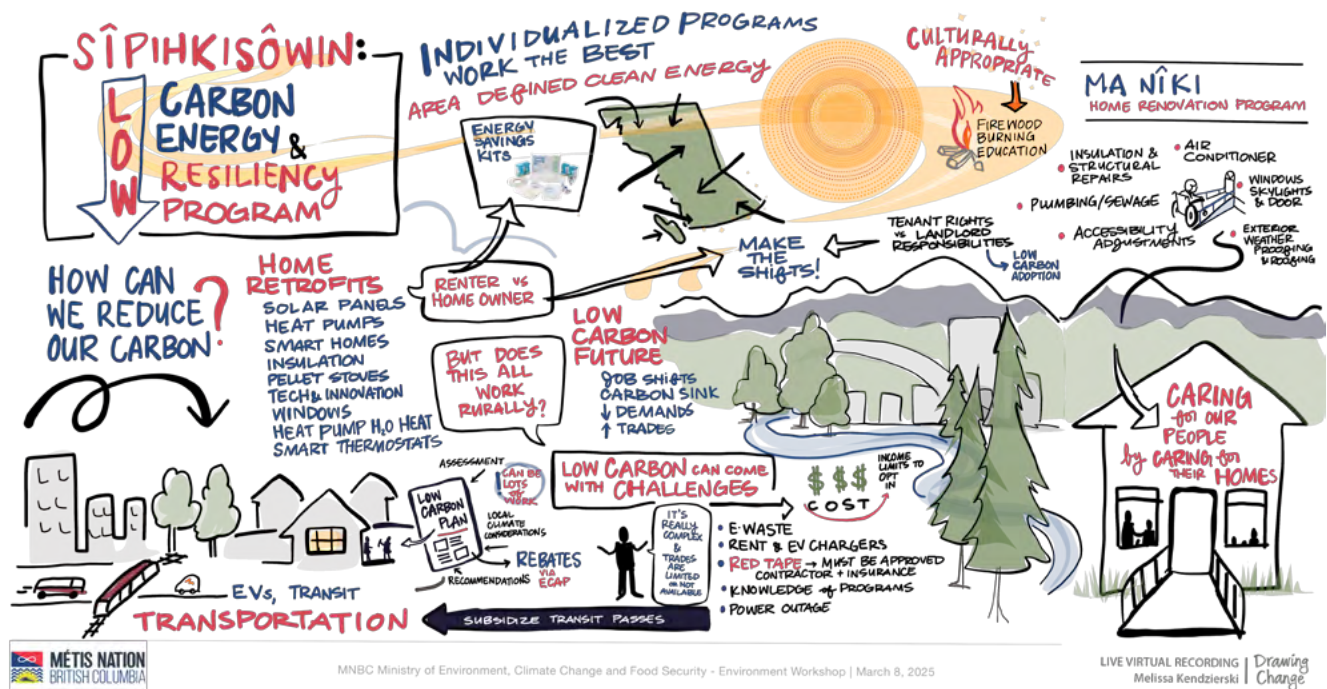 SÎPIHKISÔWIN:
LOW
CARBON
ENERGY &
RESILIENCY
PROGRAM
INDIVIDUALIZED PROGRAMS
WORK THE BEST
AREA DEFINED CLEAN ENERGY
ENERGY
SAVINGS
KITS
CULTURALLY
APPROPRIATE
FIREWOOD
BURNING
EDUCATION
MA NÎKI
HOME RENOVATION PROGRAM
INSULATION &
STRUCTURAL
REPAIRS
• AIR
CONDITIONER
• PLUMBING/SEWAGE
• WINDOWS
SKYLIGHTS
& DOOR
• ACCESSIBILITY
ADJUSTMENTS
• EXTERIOR
WEATHER
PROOFING
& ROOFING
TENANT RIGHTS
vs LANDLORD
RESPONSIBILITIES
LOW
CARBON
ADOPTION
MAKE
THE
SHIFTS!
RENTER vs
HOME OWNER
HOW CAN
WE REDUCE
OUR CARBON?
HOME
RETROFITS
SOLAR PANELS
HEAT PUMPS
SMART HOMES
INSULATION
PELLET STOVES
TECH & INNOVATION
WINDOWS
HEAT PUMP H2O HEAT
SMART THERMOSTATS
BUT DOES
THIS ALL
WORK
RURALLY?
LOW
CARBON
FUTURE
JOB SHIFTS
CARBON SINK
↓ DEMANDS
↑ TRADES
CARING
for OUR
PEOPLE
by CARING for
THEIR HOMES
ASSESSMENT
LOW
CARBON
PLAN
! CAN BE
LOTS
of
WORK
LOCAL
CLIMATE
CONSIDERATIONS
RECOMMENDATIONS
REBATES
VIA
ECAP
LOW CARBON CAN COME
WITH CHALLENGES
$ $$
COST
INCOME
LIMITS TO
OPT
IN
IT'S
REALLY
COMPLEX
&
TRADES
ARE
LIMITED
OR NOT
AVAILABLE
• E-WASTE
• RENT & EV CHARGERS
• RED TAPE → MUST BE APPROVED
CONTRACTOR + INSURANCE
• KNOWLEDGE of PROGRAMS
• POWER OUTAGE
EVs, TRANSIT
TRANSPORTATION
SUBSIDIZE TRANSIT PASSES
MÉTIS NATION
BRITISH COLUMBIA
MNBC Ministry of Environment, Climate Change and Food Security - Environment Workshop | March 8, 2025
LIVE VIRTUAL RECORDING
Melissa Kendzierski
Drawing
Change